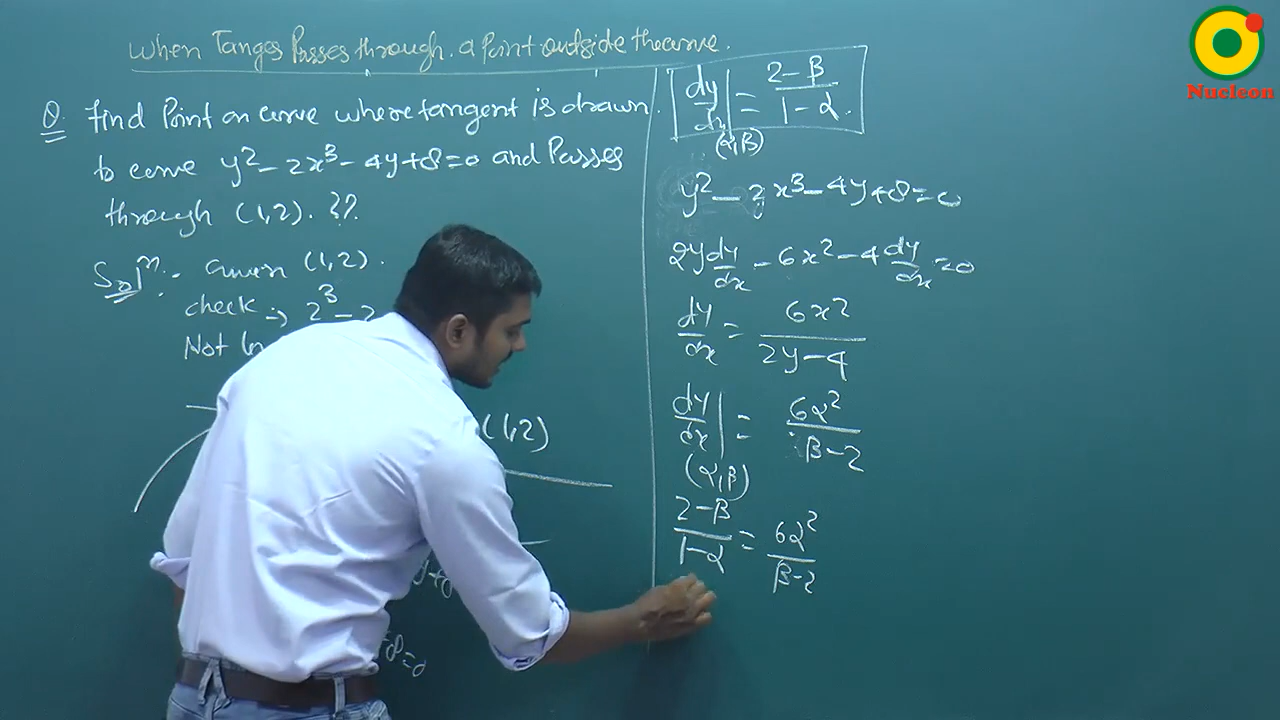 When Tanges Passes through a Point outside the curve.
Q. Find Point on curve where tangent is drawn
to curve y² - 2x³ - 4y + 8 = 0 and Passes
through (1,2). ??
Solⁿ:- Given (1,2).
check → 2³ - 2
Not
(1,2)
8=0
dy/dx|(α,β) = 2-β/1-α.
y² - 2x³ - 4y + 8 = 0
2y dy/dx - 6x² - 4 dy/dx = 0
dy/dx = 6x²/2y-4
dy/dx|(α,β) = 6α²/β-2
2-β/1-α = 6α²/β-2
Nucleon